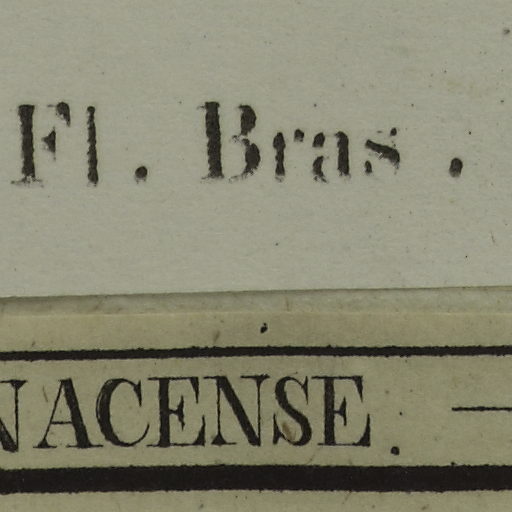 Fl. Bras.
NACENSE. —